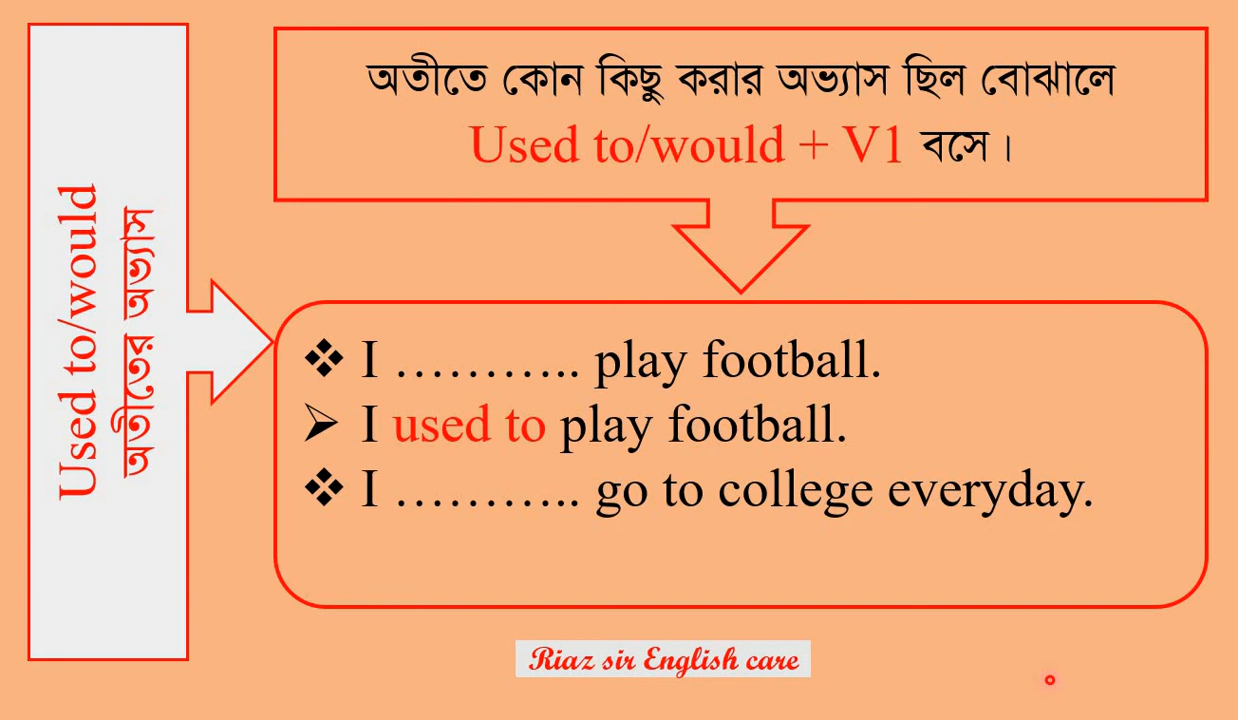 Used to/would
অতীতের অভ্যাস
অতীতে কোন কিছু করার অভ্যাস ছিল বোঝালে
Used to/would + V1 বসে।
❖ I ……….. play football.
➢ I used to play football.
❖ I ……….. go to college everyday.
Riaz sir English care